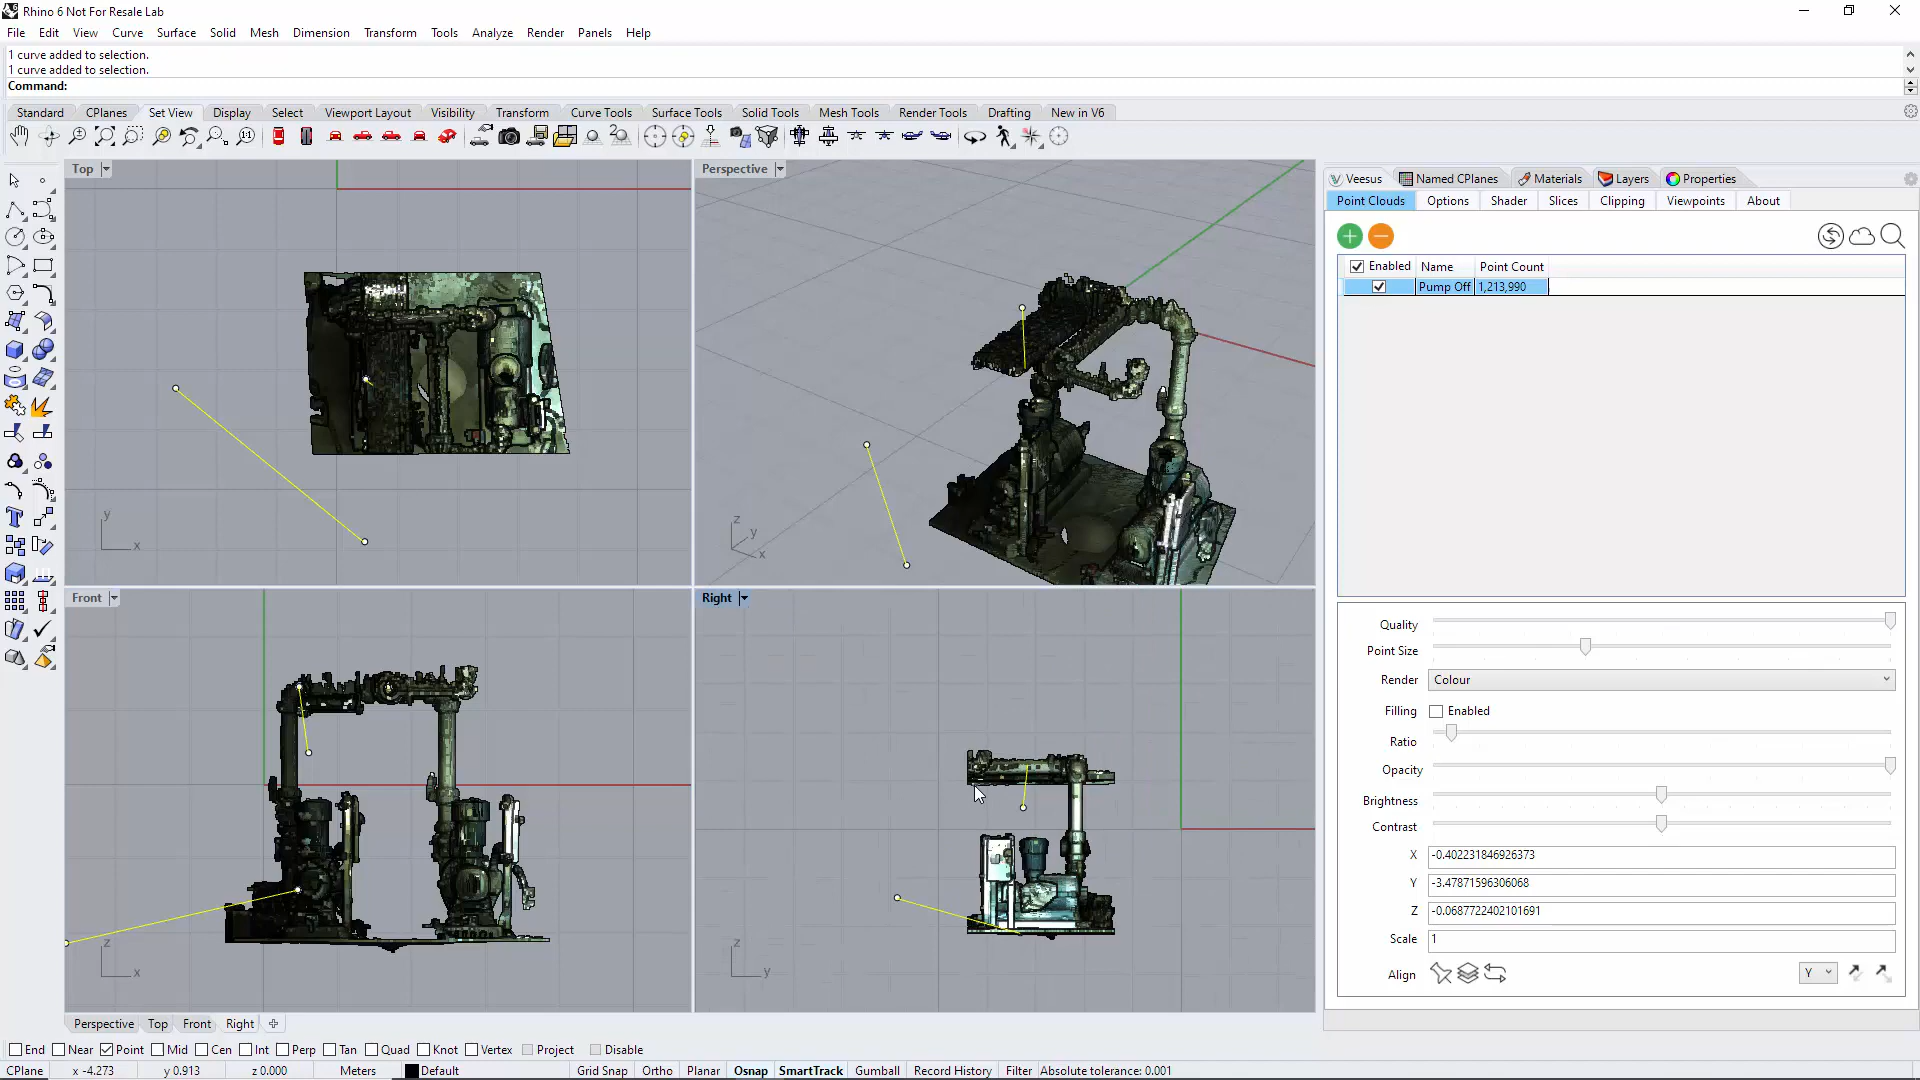 Rhino 6 Not For Resale Lab
File Edit View Curve Surface Solid Mesh Dimension Transform Tools Analyze Render Panels Help
1 curve added to selection.
1 curve added to selection.
Command:
Standard CPlanes Set View Display Select Viewport Layout Visibility Transform Curve Tools Surface Tools Solid Tools Mesh Tools Render Tools Drafting New in V6
Top
y
x
Perspective
z
y
x
Front
z
x
Right
z
y
Veesus Named CPlanes Materials Layers Properties
Point Clouds Options Shader Slices Clipping Viewpoints About
Enabled Name Point Count
Pump Off 1,213,990
Quality
Point Size
Render Colour
Filling Enabled
Ratio
Opacity
Brightness
Contrast
X -0.402231846926373
Y -3.47871596306068
Z -0.0687722402101691
Scale 1
Align Y
Perspective Top Front Right
End Near Point Mid Cen Int Perp Tan Quad Knot Vertex Project Disable
CPlane x -4.273 y 0.913 z 0.000 Meters Default Grid Snap Ortho Planar Osnap SmartTrack Gumball Record History Filter Absolute tolerance: 0.001